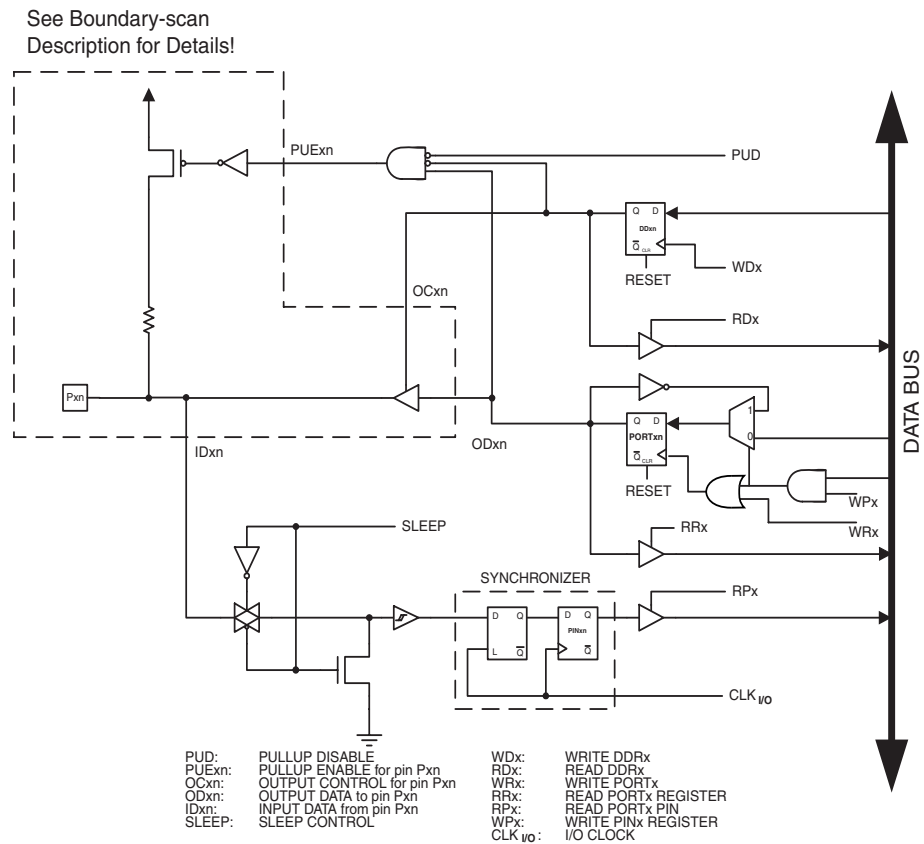 See Boundary-scan
Description for Details!
PUExn
PUD
Q D
DDxn
Q CLR
WDx
RESET
OCxn
RDx
Pxn
1
Q D
PORTxn
0
ODxn
Q CLR
IDxn
RESET
WPx
WRx
SLEEP
RRx
SYNCHRONIZER
RPx
D Q
D Q
PINxn
L Q
Q
CLK I/O
DATA BUS
PUD: PULLUP DISABLE
PUExn: PULLUP ENABLE for pin Pxn
OCxn: OUTPUT CONTROL for pin Pxn
ODxn: OUTPUT DATA to pin Pxn
IDxn: INPUT DATA from pin Pxn
SLEEP: SLEEP CONTROL
WDx: WRITE DDRx
RDx: READ DDRx
WRx: WRITE PORTx
RRx: READ PORTx REGISTER
RPx: READ PORTx PIN
WPx: WRITE PINx REGISTER
CLK I/O: I/O CLOCK